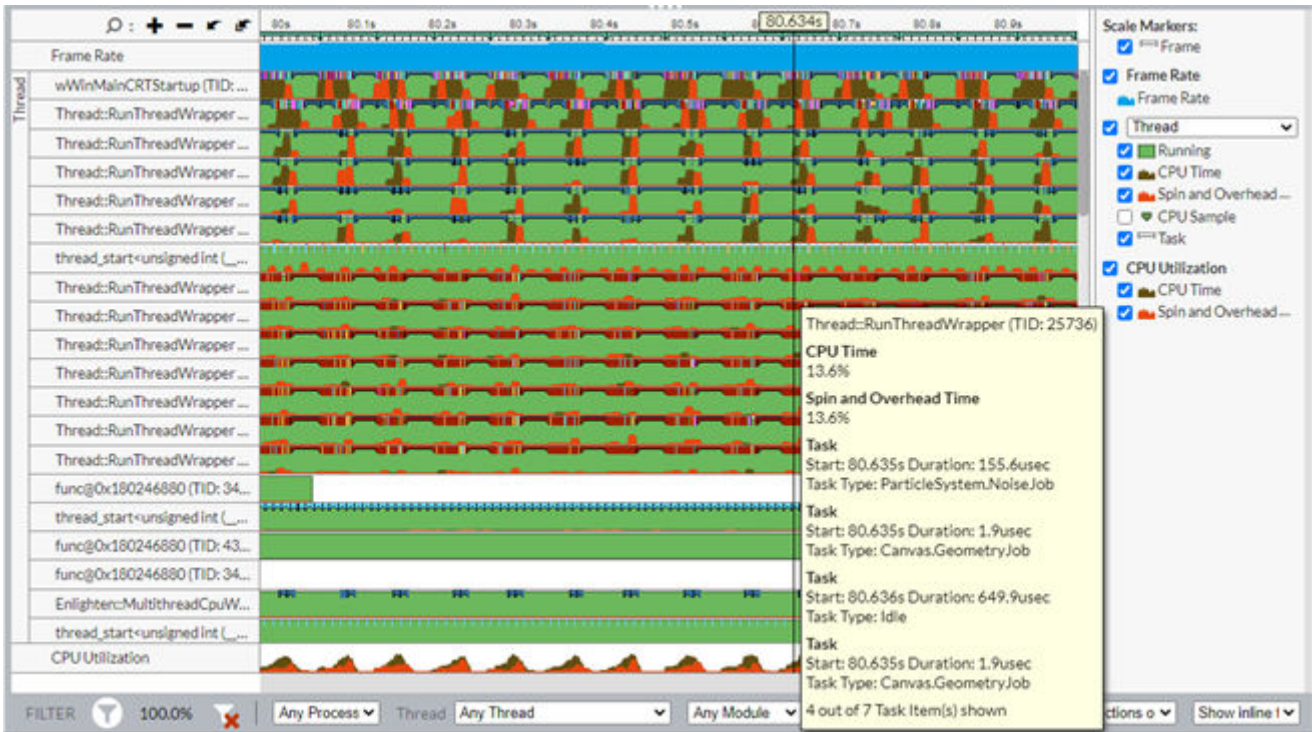 80s 80.1s 80.2s 80.3s 80.4s 80.5s 80.634s 80.7s 80.8s 80.9s
Frame Rate
Thread
wWinMainCRTStartup (TID: ...
Thread::RunThreadWrapper ...
Thread::RunThreadWrapper ...
Thread::RunThreadWrapper ...
Thread::RunThreadWrapper ...
Thread::RunThreadWrapper ...
thread_start<unsigned int (__...
Thread::RunThreadWrapper ...
Thread::RunThreadWrapper ...
Thread::RunThreadWrapper ...
Thread::RunThreadWrapper ...
Thread::RunThreadWrapper ...
Thread::RunThreadWrapper ...
Thread::RunThreadWrapper ...
func@0x180246880 (TID: 34...
thread_start<unsigned int (__...
func@0x180246880 (TID: 43...
func@0x180246880 (TID: 34...
Enlighten::MultithreadCpuW...
thread_start<unsigned int (__...
CPU Utilization
Scale Markers:
Frame
Frame Rate
Frame Rate
Thread
Running
CPU Time
Spin and Overhead ...
CPU Sample
Task
CPU Utilization
CPU Time
Spin and Overhead ...
Thread::RunThreadWrapper (TID: 25736)
CPU Time
13.6%
Spin and Overhead Time
13.6%
Task
Start: 80.635s Duration: 155.6usec
Task Type: ParticleSystem.NoiseJob
Task
Start: 80.635s Duration: 1.9usec
Task Type: Canvas.GeometryJob
Task
Start: 80.636s Duration: 649.9usec
Task Type: Idle
Task
Start: 80.635s Duration: 1.9usec
Task Type: Canvas.GeometryJob
4 out of 7 Task Item(s) shown
FILTER 100.0% Any Process Thread Any Thread Any Module ctions o Show inline f